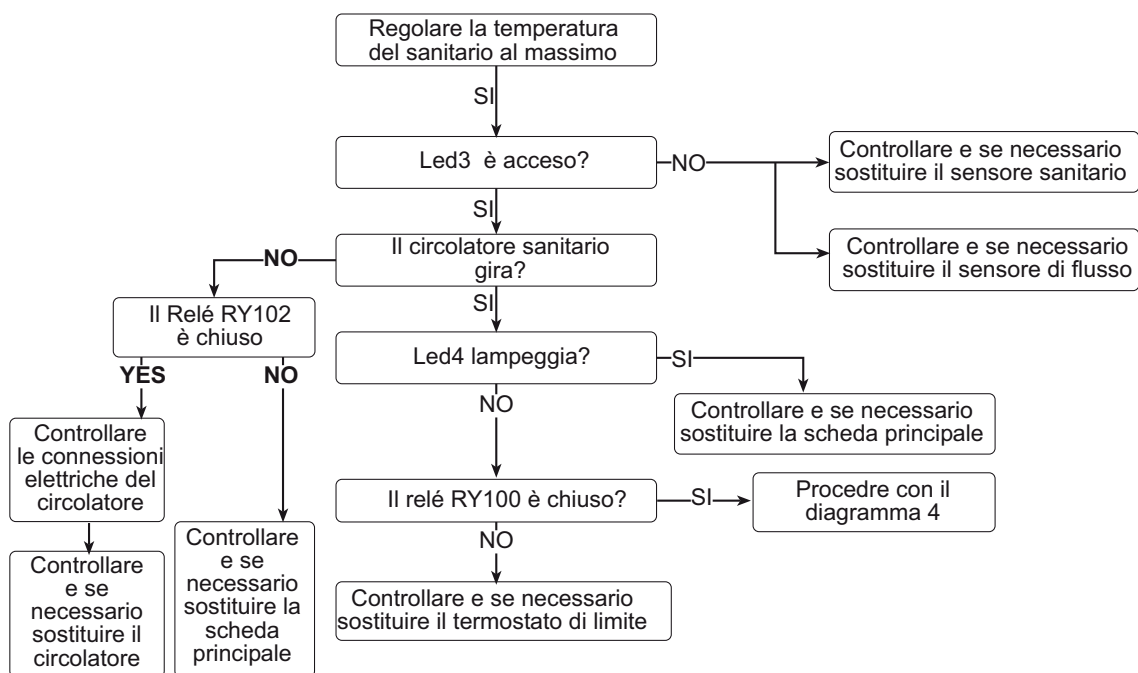 Regolare la temperatura
del sanitario al massimo
SI
Led3 è acceso?
NO
Controllare e se necessario
sostituire il sensore sanitario
SI
Controllare e se necessario
sostituire il sensore di flusso
Il circolatore sanitario
gira?
NO
SI
Il Relé RY102
è chiuso
Led4 lampeggia?
SI
YES
NO
NO
Controllare e se necessario
sostituire la scheda principale
Controllare
le connessioni
elettriche del
circolatore
Il relé RY100 è chiuso?
SI
Procedre con il
diagramma 4
NO
Controllare
e se
necessario
sostituire la
scheda
principale
Controllare
e se
necessario
sostituire il
circolatore
Controllare e se necessario
sostituire il termostato di limite